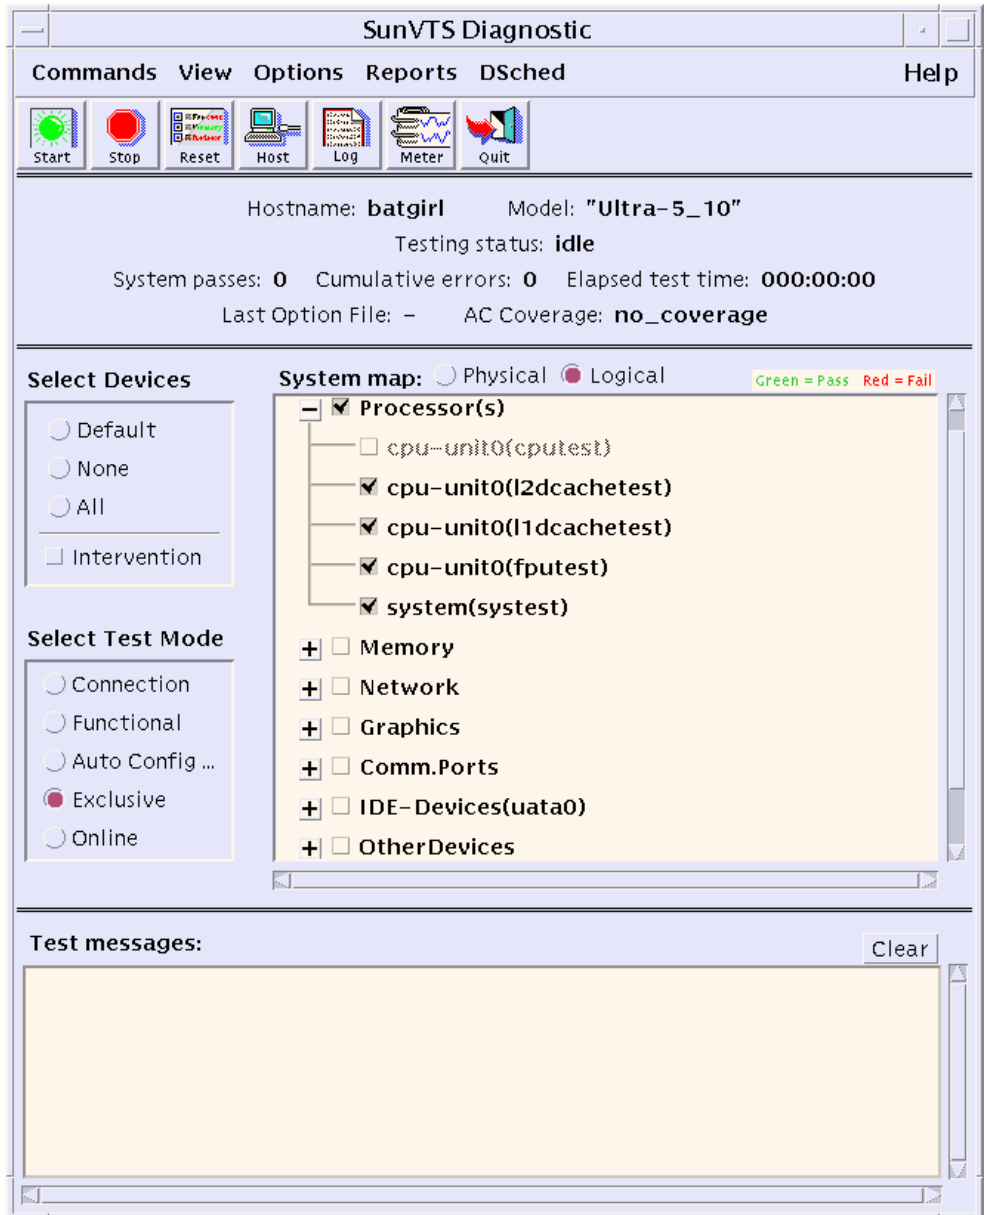 SunVTS Diagnostic
Commands View Options Reports DSched Help
Start Stop Reset Host Log Meter Quit
Hostname: batgirl Model: "Ultra-5_10"
Testing status: idle
System passes: 0 Cumulative errors: 0 Elapsed test time: 000:00:00
Last Option File: - AC Coverage: no_coverage
Select Devices
Default
None
All
Intervention
Select Test Mode
Connection
Functional
Auto Config ...
Exclusive
Online
System map: Physical Logical Green = Pass Red = Fail
Processor(s)
cpu-unit0(cputest)
cpu-unit0(l2dcachetest)
cpu-unit0(l1dcachetest)
cpu-unit0(fputest)
system(systest)
Memory
Network
Graphics
Comm.Ports
IDE-Devices(uata0)
OtherDevices
Test messages:
Clear